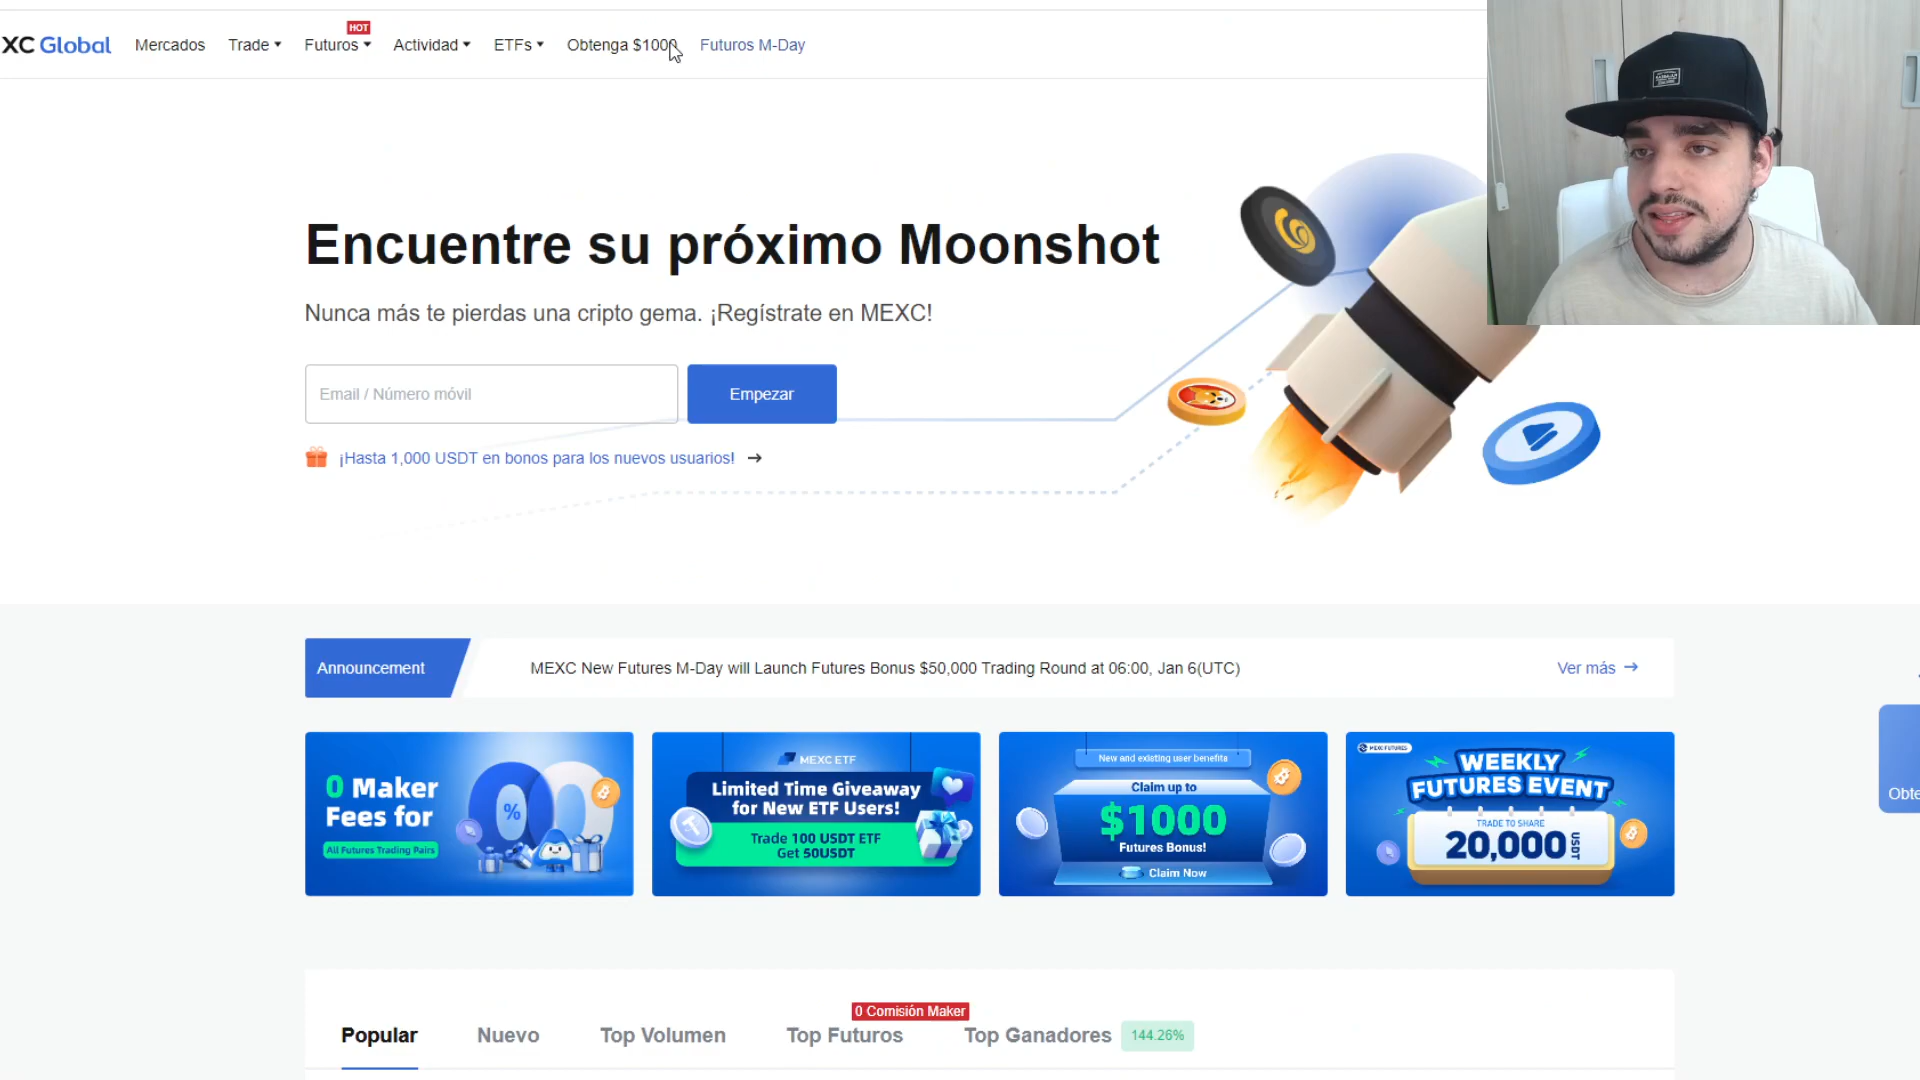 XC Global
Mercados
Trade
HOT
Futuros
Actividad
ETFs
Obtenga $1000
Futuros M-Day
Encuentre su próximo Moonshot
Nunca más te pierdas una cripto gema. ¡Regístrate en MEXC!
Email / Número móvil
Empezar
¡Hasta 1,000 USDT en bonos para los nuevos usuarios!
Announcement
MEXC New Futures M-Day will Launch Futures Bonus $50,000 Trading Round at 06:00, Jan 6(UTC)
Ver más
0 Maker
Fees for
All Futures Trading Pairs
%
MEXC ETF
Limited Time Giveaway
for New ETF Users!
Trade 100 USDT ETF
Get 50USDT
New and existing user benefits
Claim up to
$1000
Futures Bonus!
Claim Now
MEXC FUTURES
WEEKLY
FUTURES EVENT
TRADE TO SHARE
20,000 USDT
Obte
0 Comisión Maker
Popular
Nuevo
Top Volumen
Top Futuros
Top Ganadores
144.26%